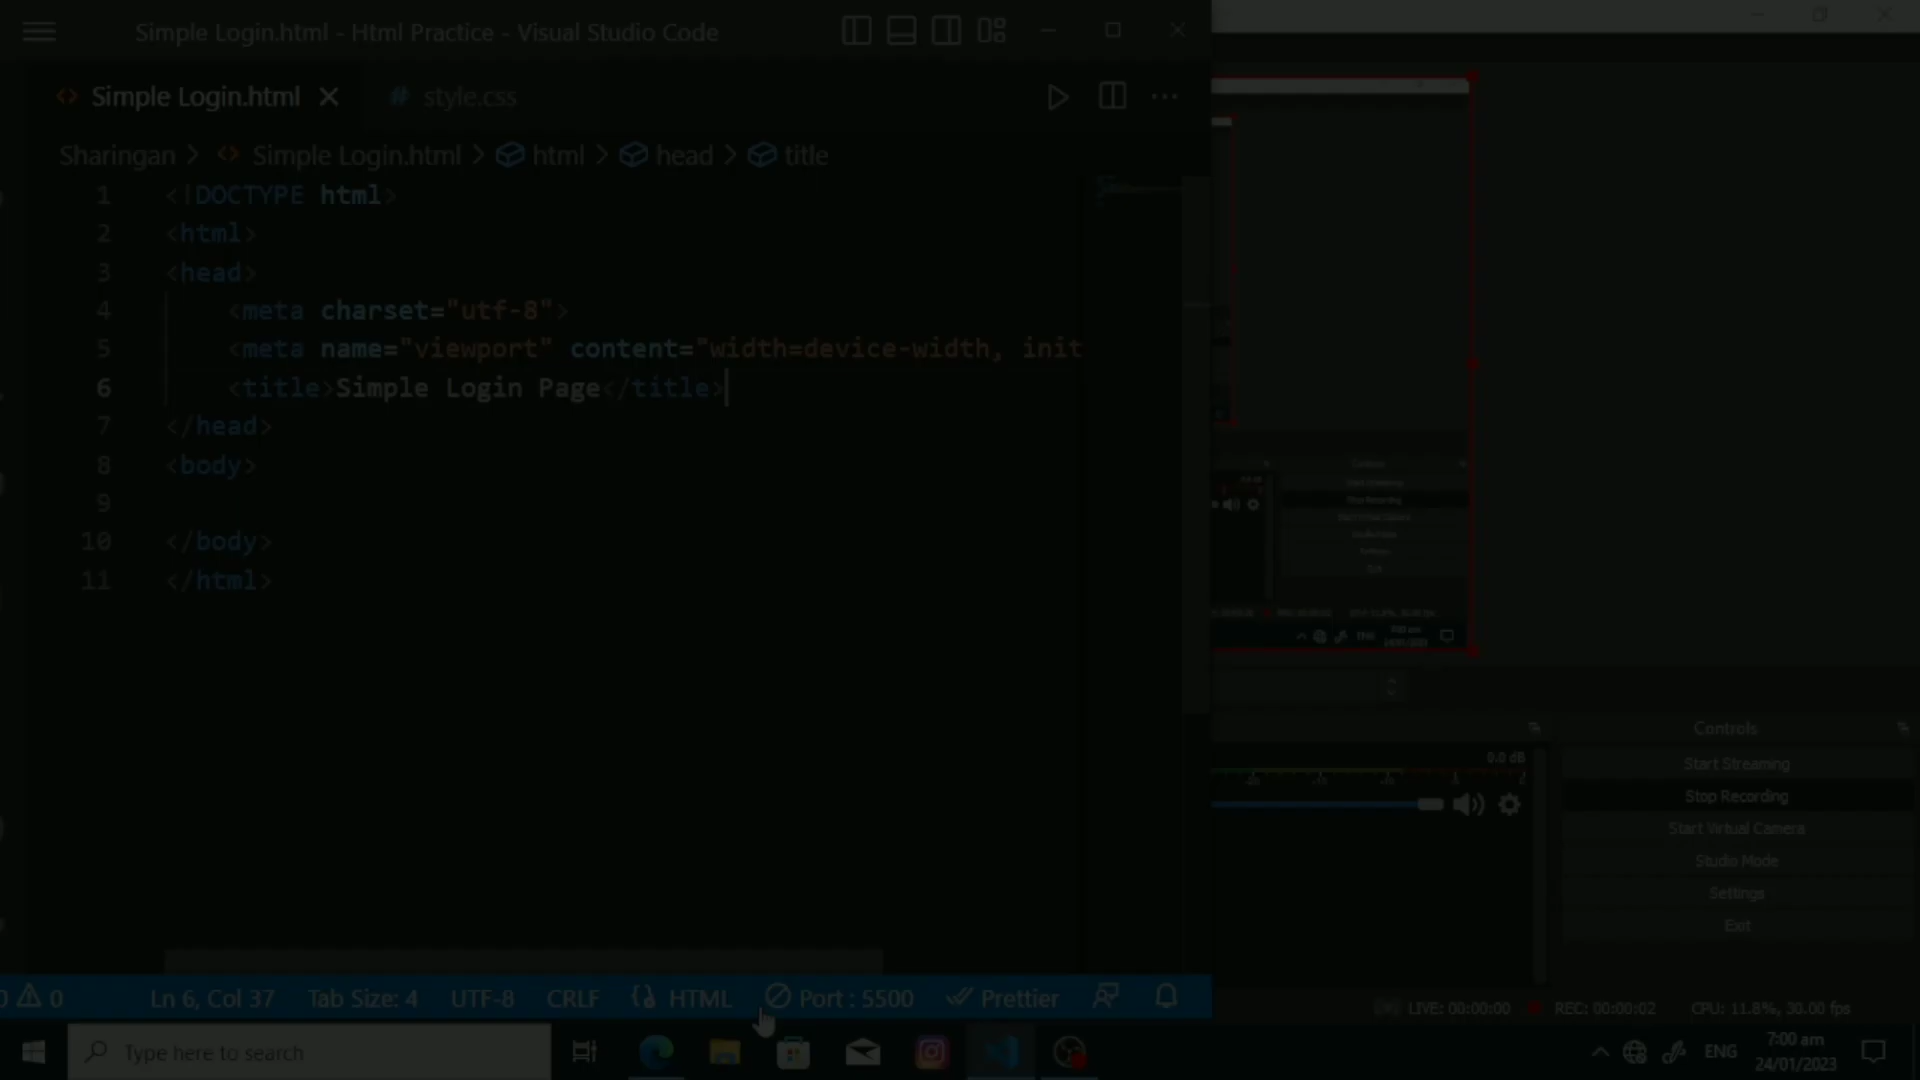 Simple Login.html - Html Practice - Visual Studio Code
Simple Login.html
# style.css
Sharingan > Simple Login.html > html > head > title
1 <!DOCTYPE html>
2 <html>
3 <head>
4 <meta charset="utf-8">
5 <meta name="viewport" content="width=device-width, init
6 <title>Simple Login Page</title>
7 </head>
8 <body>
9
10 </body>
11 </html>
0 Ln 6, Col 37 Tab Size: 4 UTF-8 CRLF HTML Port : 5500 Prettier
Controls
0.0 dB
Start Streaming
Stop Recording
Start Virtual Camera
Studio Mode
Settings
Exit
LIVE: 00:00:00 REC: 00:00:02 CPU: 11.8%, 30.00 fps
Type here to search
ENG
7:00 am
24/01/2023